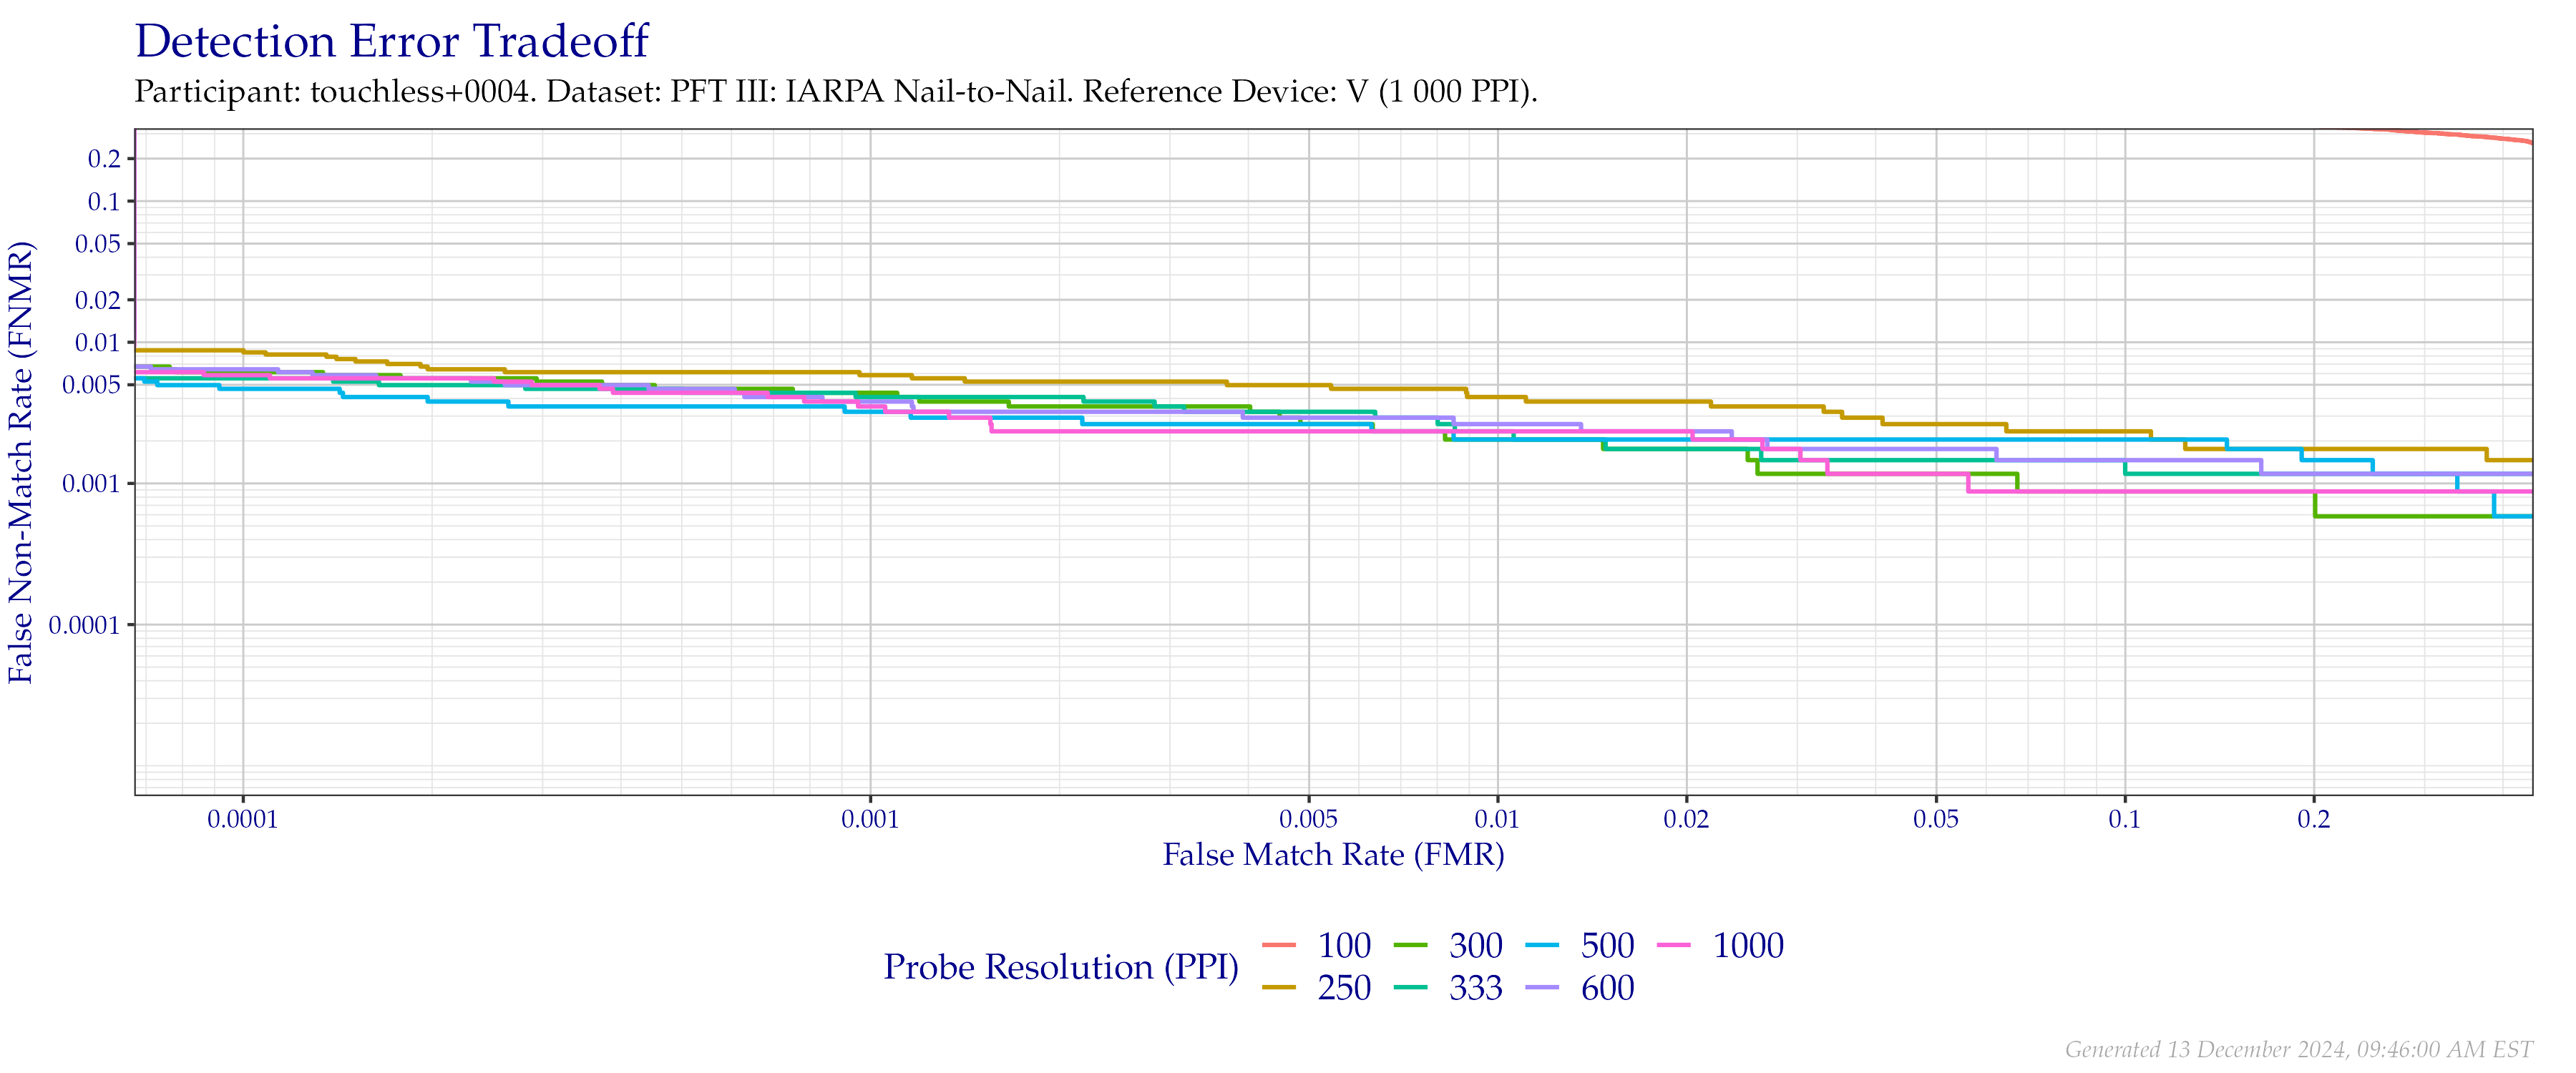 Detection Error Tradeoff
Participant: touchless+0004. Dataset: PFT III: IARPA Nail-to-Nail. Reference Device: V (1 000 PPI).
False Non-Match Rate (FNMR)
0.2
0.1
0.05
0.02
0.01
0.005
0.001
0.0001
0.0001 0.001 0.005 0.01 0.02 0.05 0.1 0.2
False Match Rate (FMR)
Probe Resolution (PPI)
100 300 500 1000
250 333 600
Generated 13 December 2024, 09:46:00 AM EST